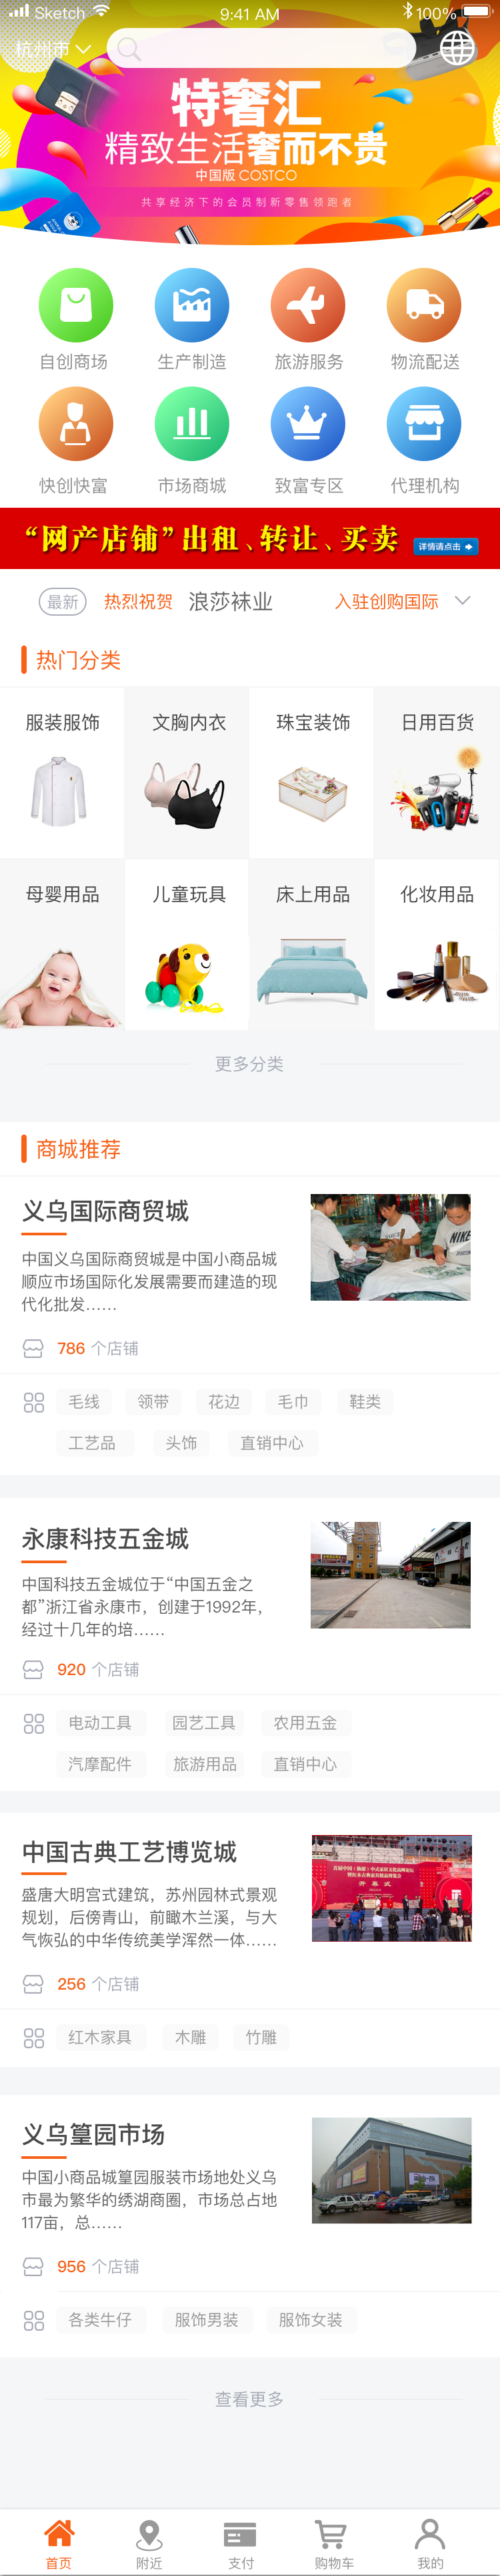 Sketch 9:41 AM 100%
杭州市
特奢汇
精致生活奢而不贵
中国版 COSTCO
共享经济下的会员制新零售领跑者
自创商场 生产制造 旅游服务 物流配送
快创快富 市场商城 致富专区 代理机构
“网产店铺”出租、转让、买卖 详情请点击
最新 热烈祝贺 浪莎袜业 入驻创购国际
热门分类
服装服饰 文胸内衣 珠宝装饰 日用百货
母婴用品 儿童玩具 床上用品 化妆用品
更多分类
商城推荐
义乌国际商贸城
中国义乌国际商贸城是中国小商品城
顺应市场国际化发展需要而建造的现
代化批发……
786 个店铺
毛线 领带 花边 毛巾 鞋类
工艺品 头饰 直销中心
永康科技五金城
中国科技五金城位于“中国五金之
都”浙江省永康市，创建于1992年，
经过十几年的培……
920 个店铺
电动工具 园艺工具 农用五金
汽摩配件 旅游用品 直销中心
中国古典工艺博览城
盛唐大明宫式建筑，苏州园林式景观
规划，后傍青山，前瞰木兰溪，与大
气恢弘的中华传统美学浑然一体……
开幕式
256 个店铺
红木家具 木雕 竹雕
义乌篁园市场
中国小商品城篁园服装市场地处义乌
市最为繁华的绣湖商圈，市场总占地
117亩，总……
956 个店铺
各类牛仔 服饰男装 服饰女装
查看更多
首页 附近 支付 购物车 我的